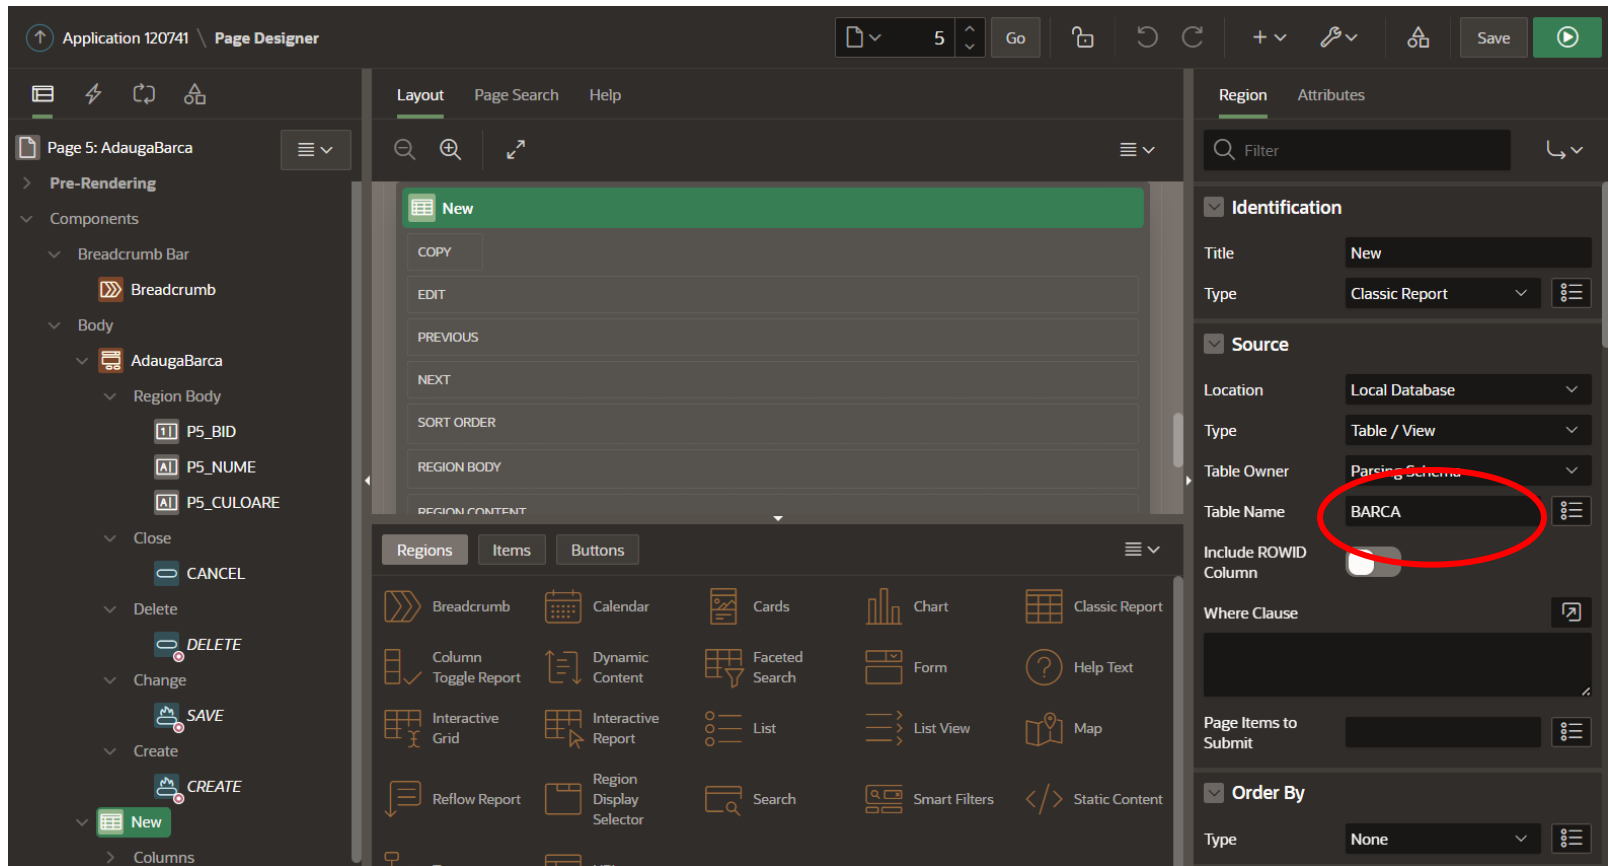 Application 120741 \ Page Designer
5
Go
Save
Page 5: AdaugaBarca
Pre-Rendering
Components
Breadcrumb Bar
Breadcrumb
Body
AdaugaBarca
Region Body
P5_BID
P5_NUME
P5_CULOARE
Close
CANCEL
Delete
DELETE
Change
SAVE
Create
CREATE
New
Columns
Layout Page Search Help
New
COPY
EDIT
PREVIOUS
NEXT
SORT ORDER
REGION BODY
REGION CONTENT
Regions Items Buttons
Breadcrumb
Calendar
Cards
Chart
Classic Report
Column
Toggle Report
Dynamic
Content
Faceted
Search
Form
Help Text
Interactive
Grid
Interactive
Report
List
List View
Map
Reflow Report
Region
Display
Selector
Search
Smart Filters
Static Content
Region Attributes
Filter
Identification
Title New
Type Classic Report
Source
Location Local Database
Type Table / View
Table Owner Parsing Schema
Table Name BARCA
Include ROWID
Column
Where Clause
Page Items to
Submit
Order By
Type None